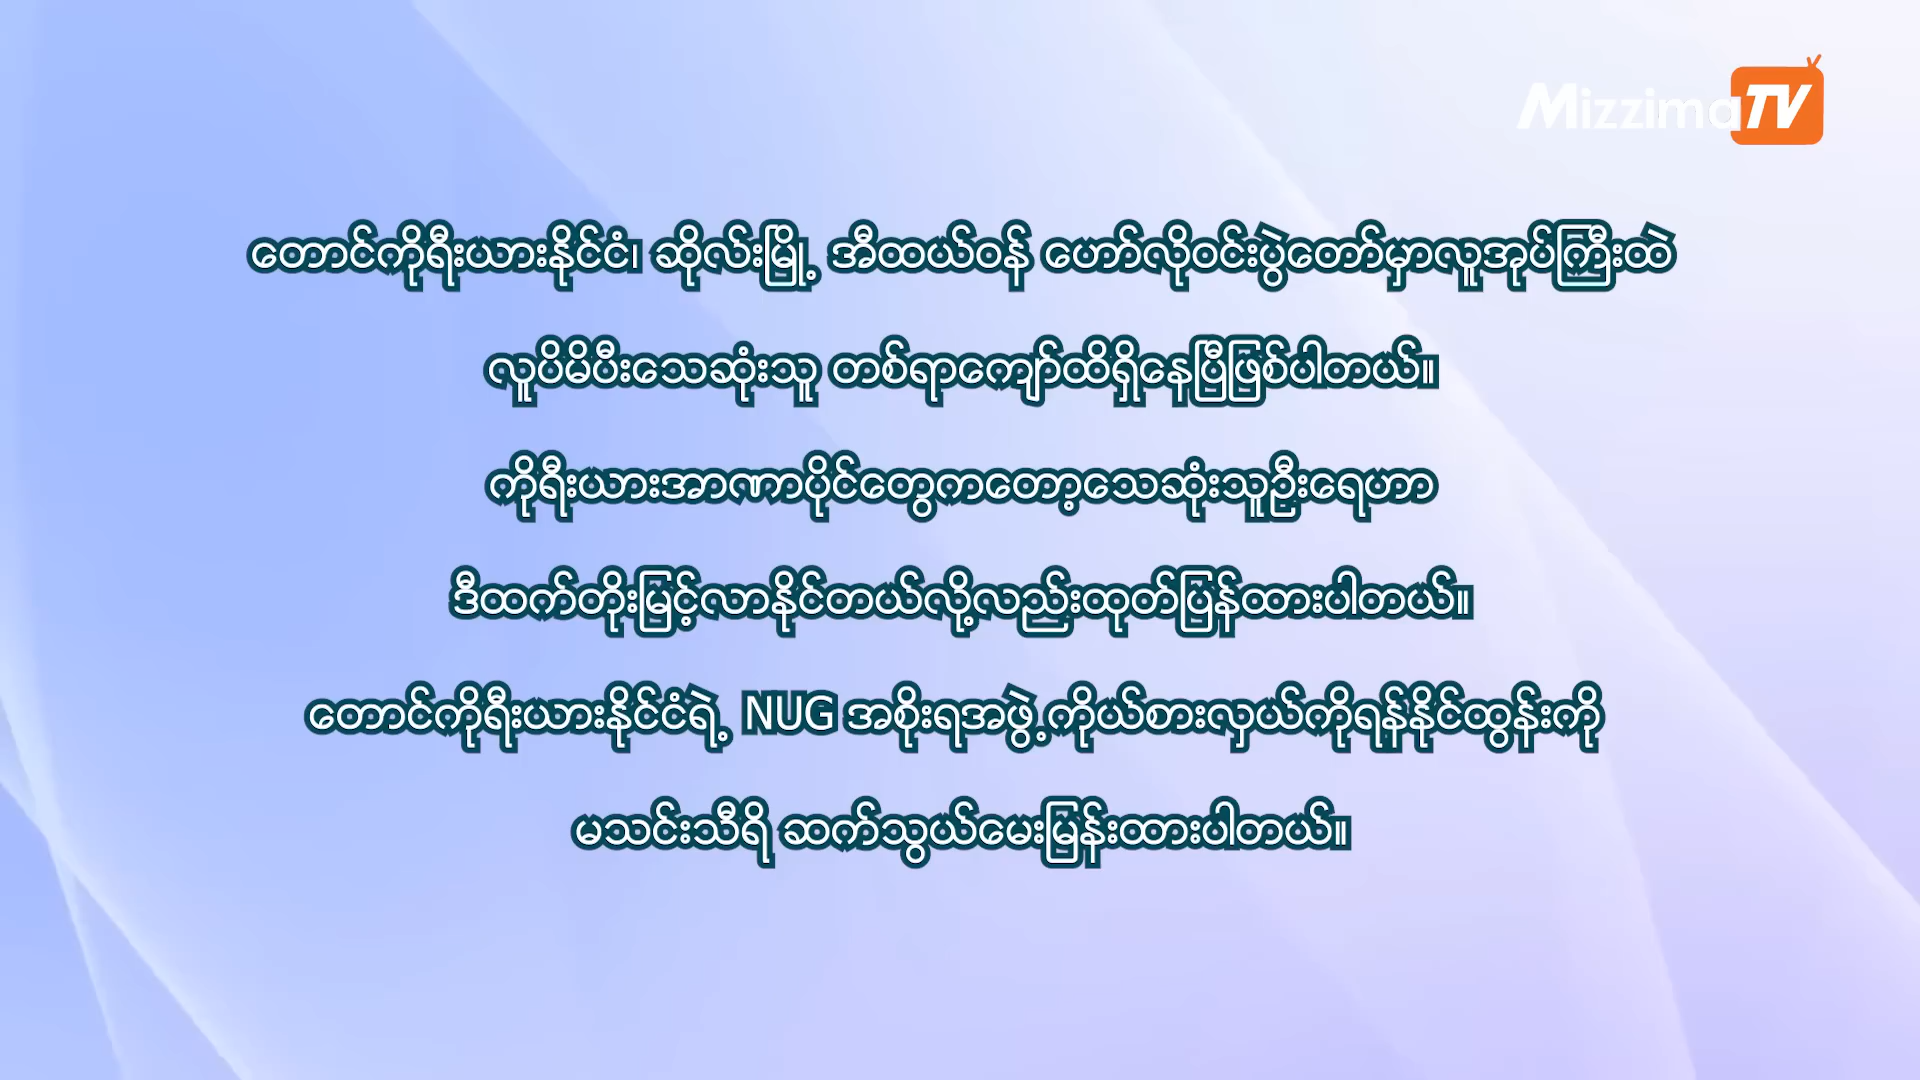 MizzimaTV
တောင်ကိုရီးယားနိုင်ငံ၊ ဆိုလ်းမြို့ အီထယ်ဝန် ဟော်လိုဝင်းပွဲတော်မှာလူအုပ်ကြီးထဲ
လူပိမိပီးသေဆုံးသူ တစ်ရာကျော်ထိရှိနေပြီဖြစ်ပါတယ်။
ကိုရီးယားအာဏာပိုင်တွေကတော့သေဆုံးသူဦးရေဟာ
ဒီထက်တိုးမြင့်လာနိုင်တယ်လို့လည်းထုတ်ပြန်ထားပါတယ်။
တောင်ကိုရီးယားနိုင်ငံရဲ့ NUG အစိုးရအဖွဲ့ကိုယ်စားလှယ်ကိုရန်နိုင်ထွန်းကို
မသင်းသီရိ ဆက်သွယ်မေးမြန်းထားပါတယ်။